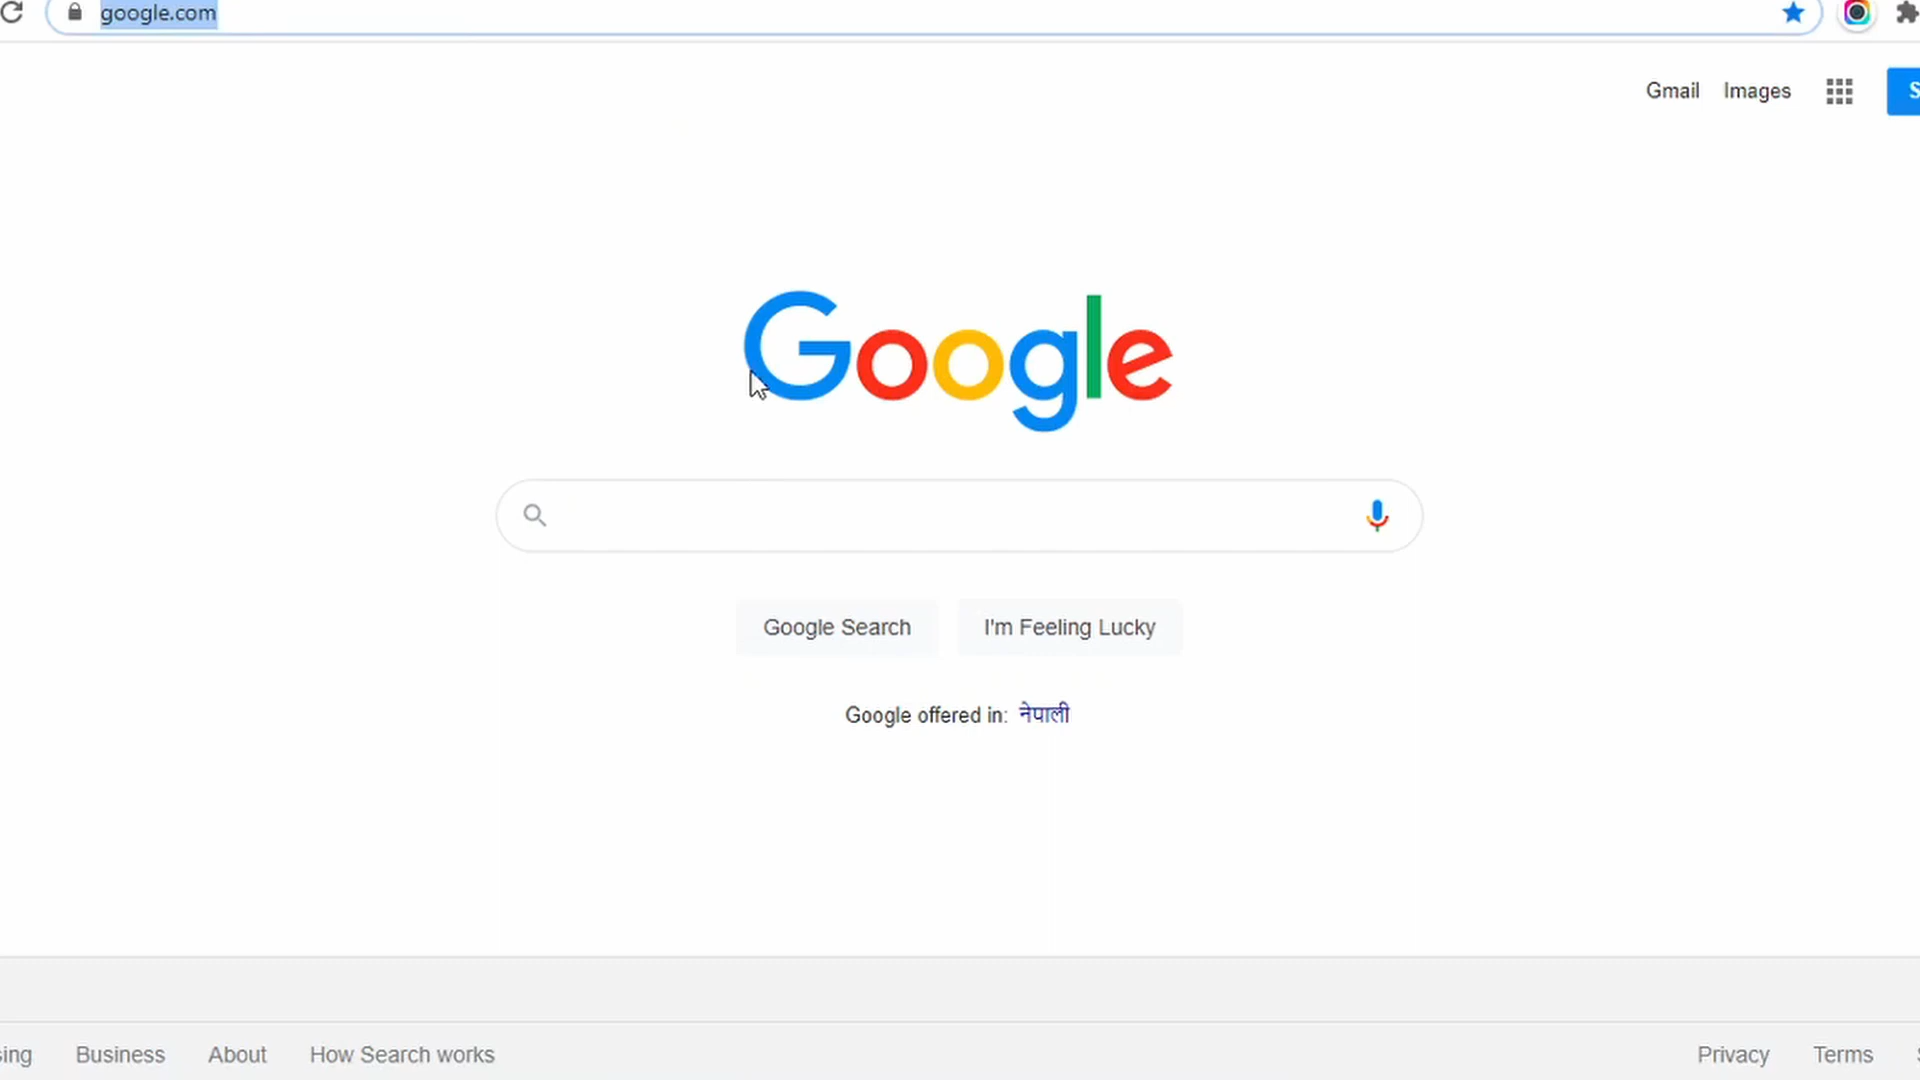 google.com
Gmail Images
Google
Google Search I'm Feeling Lucky
Google offered in: नेपाली
Business About How Search works Privacy Terms